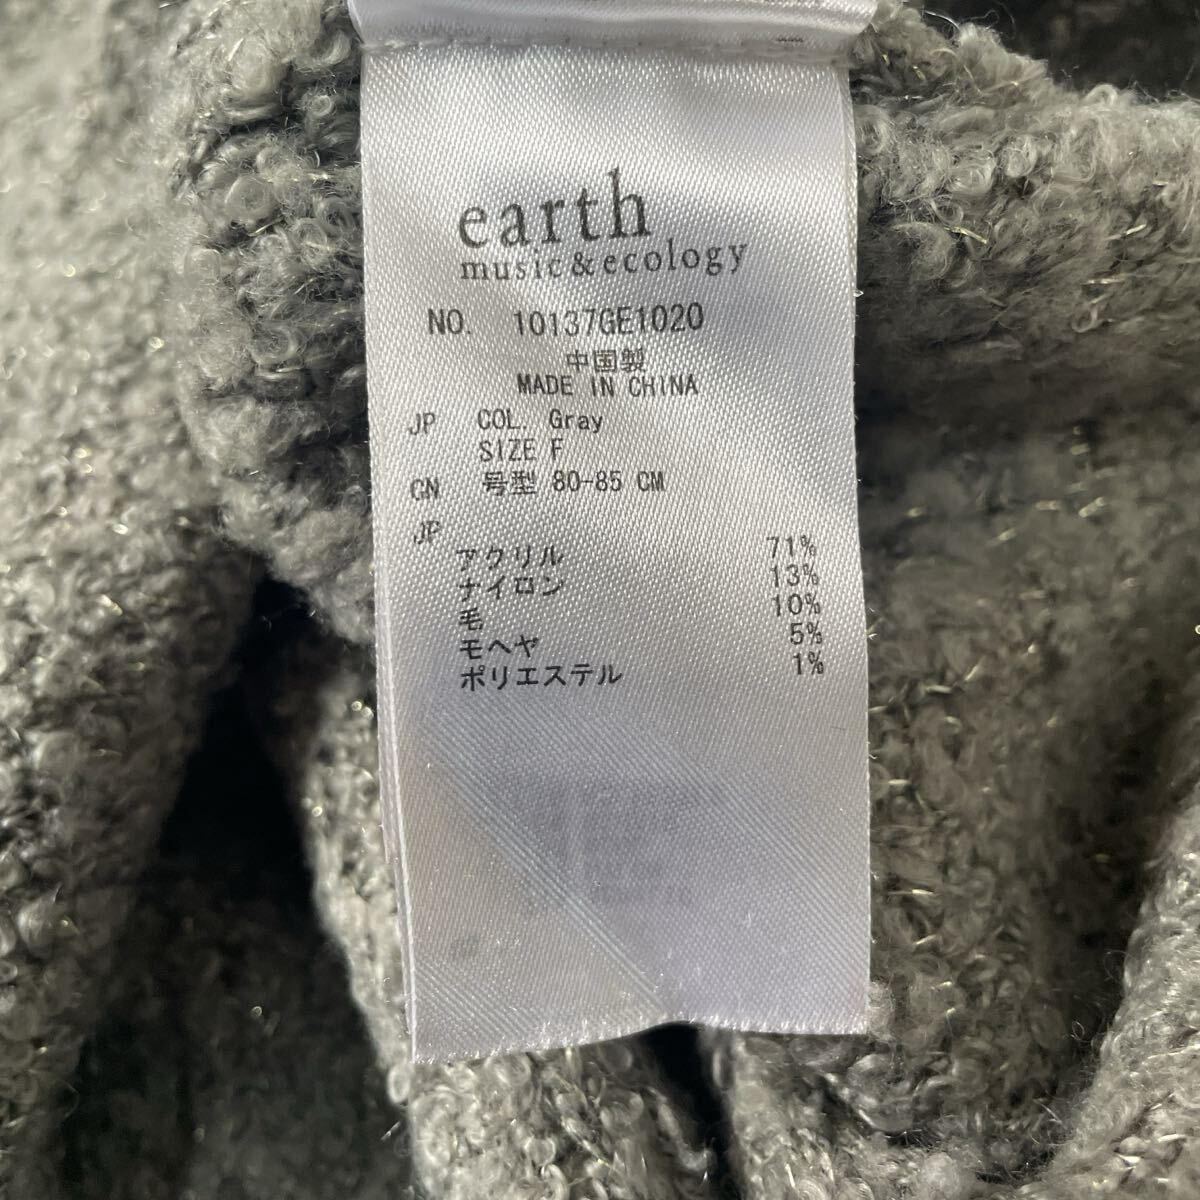 earth
music&ecology
NO. 10137GE1020
中国製
MADE IN CHINA
JP COL. Gray
SIZE F
CN 号型 80-85 CM
JP
アクリル 71%
ナイロン 13%
毛 10%
モヘヤ 5%
ポリエステル 1%